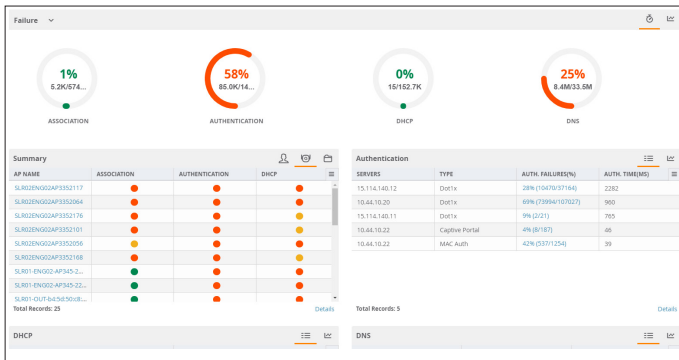 Failure
1%
5.2K/574...
ASSOCIATION
58%
85.0K/14...
AUTHENTICATION
0%
15/152.7K
DHCP
25%
8.4M/33.5M
DNS
Summary
AP NAME ASSOCIATION AUTHENTICATION DHCP
SLR02ENG02AP3352117
SLR02ENG02AP3352064
SLR02ENG02AP3352176
SLR02ENG02AP3352101
SLR02ENG02AP3352056
SLR02ENG02AP3352168
SLR01-ENG02-AP345-2...
SLR01-ENG02-AP345-22...
SLR01-OUT-b4:5d:50:c8:...
Total Records: 25 Details
Authentication
SERVERS TYPE AUTH. FAILURES(%) AUTH. TIME(MS)
15.114.140.12 Dot1x 28% (10470/37164) 2282
10.44.10.20 Dot1x 69% (73994/107027) 960
15.114.140.11 Dot1x 9% (2/21) 765
10.44.10.22 Captive Portal 4% (8/187) 46
10.44.10.22 MAC Auth 42% (537/1254) 39
Total Records: 5 Details
DHCP
DNS